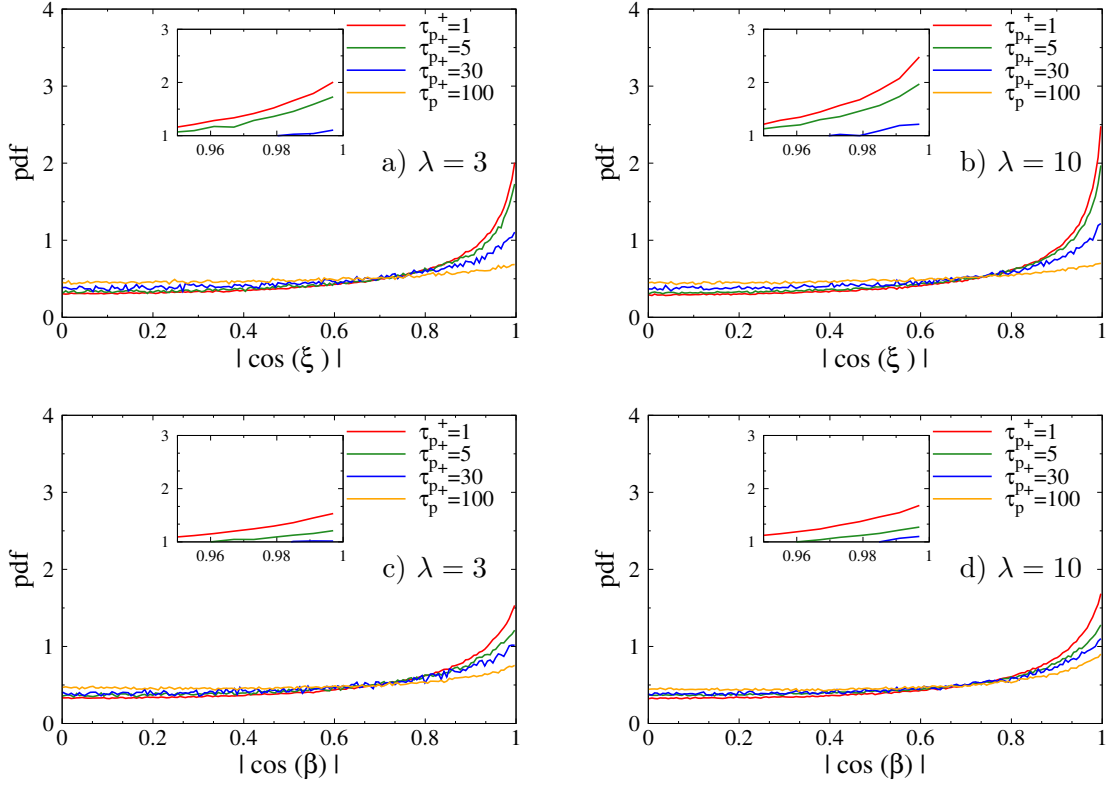 4
3
2
1
0
pdf
0
0.2
0.4
0.6
0.8
1
| cos (ξ ) |
3
2
1
0.96
0.98
1
τp+=1
τp+=5
τp+=30
τp+=100
a) λ = 3
4
3
2
1
0
pdf
0
0.2
0.4
0.6
0.8
1
| cos (ξ ) |
3
2
1
0.96
0.98
1
τp+=1
τp+=5
τp+=30
τp+=100
b) λ = 10
4
3
2
1
0
pdf
0
0.2
0.4
0.6
0.8
1
| cos (β) |
3
2
1
0.96
0.98
1
τp+=1
τp+=5
τp+=30
τp+=100
c) λ = 3
4
3
2
1
0
pdf
0
0.2
0.4
0.6
0.8
1
| cos (β) |
3
2
1
0.96
0.98
1
τp+=1
τp+=5
τp+=30
τp+=100
d) λ = 10